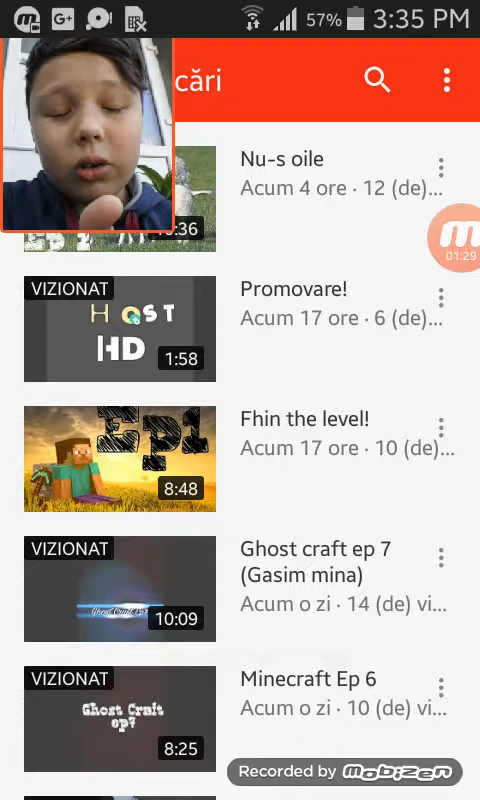 57% 3:35 PM
cări
Nu-s oile
Acum 4 ore · 12 (de)...
:36
01:29
VIZIONAT
Promovare!
Acum 17 ore · 6 (de)...
HOST
HD
1:58
Fhin the level!
Acum 17 ore · 10 (de)...
Ep1
8:48
VIZIONAT
Ghost craft ep 7
(Gasim mina)
Acum o zi · 14 (de) vi...
10:09
VIZIONAT
Minecraft Ep 6
Acum o zi · 10 (de) vi...
Ghost Craft
ep7
8:25
Recorded by mobizen